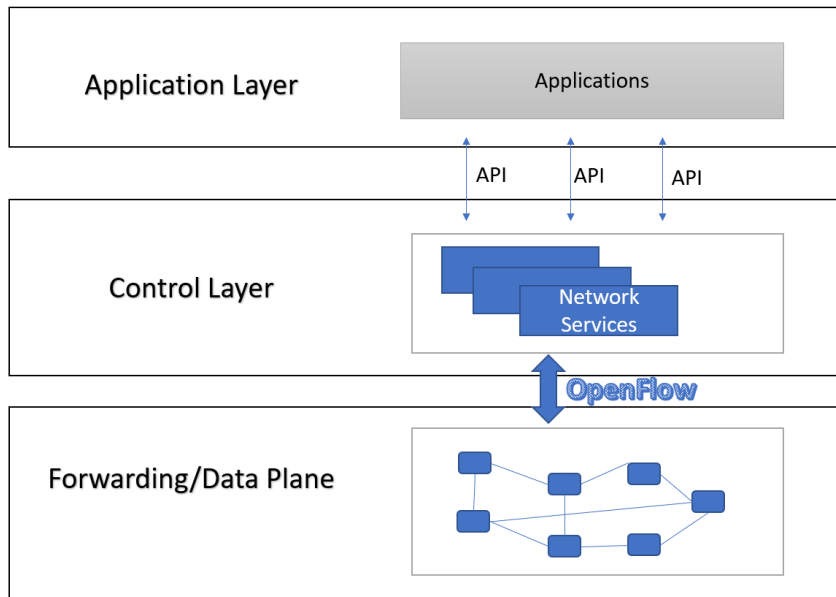 Application Layer
Applications
API
API
API
Control Layer
Network
Services
OpenFlow
Forwarding/Data Plane